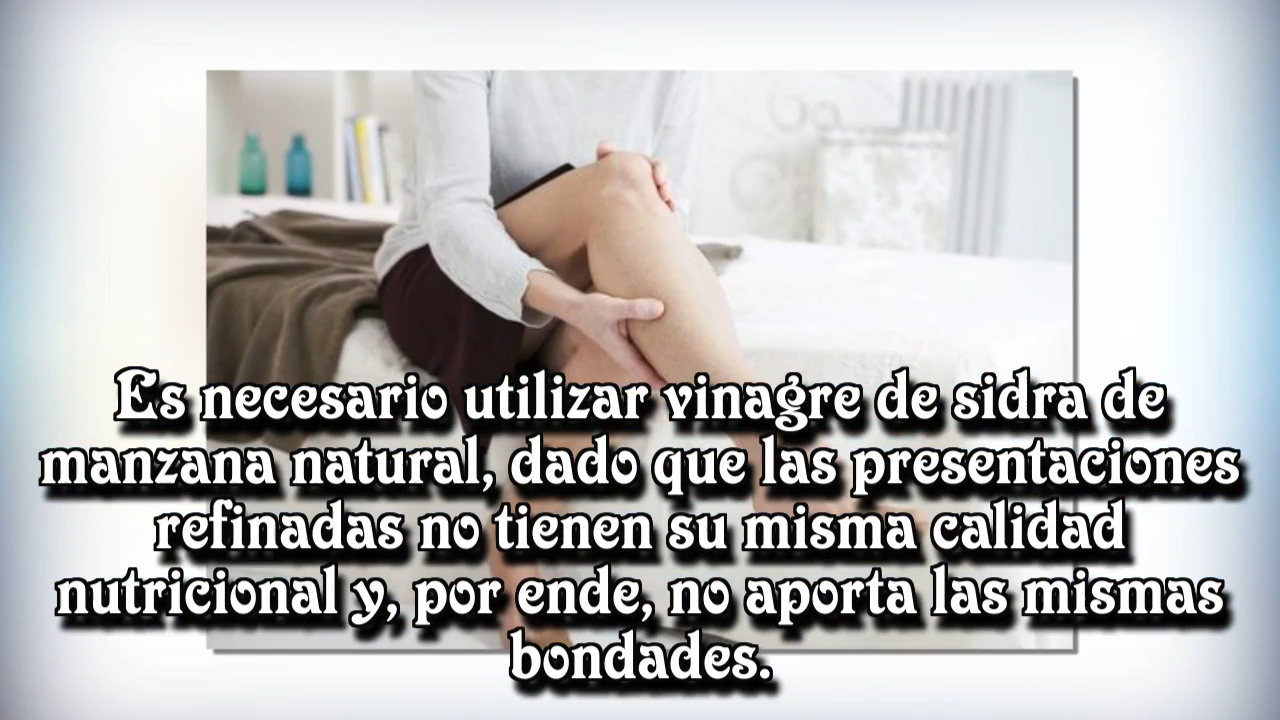 Es necesario utilizar vinagre de sidra de
manzana natural, dado que las presentaciones
refinadas no tienen su misma calidad
nutricional y, por ende, no aporta las mismas
bondades.